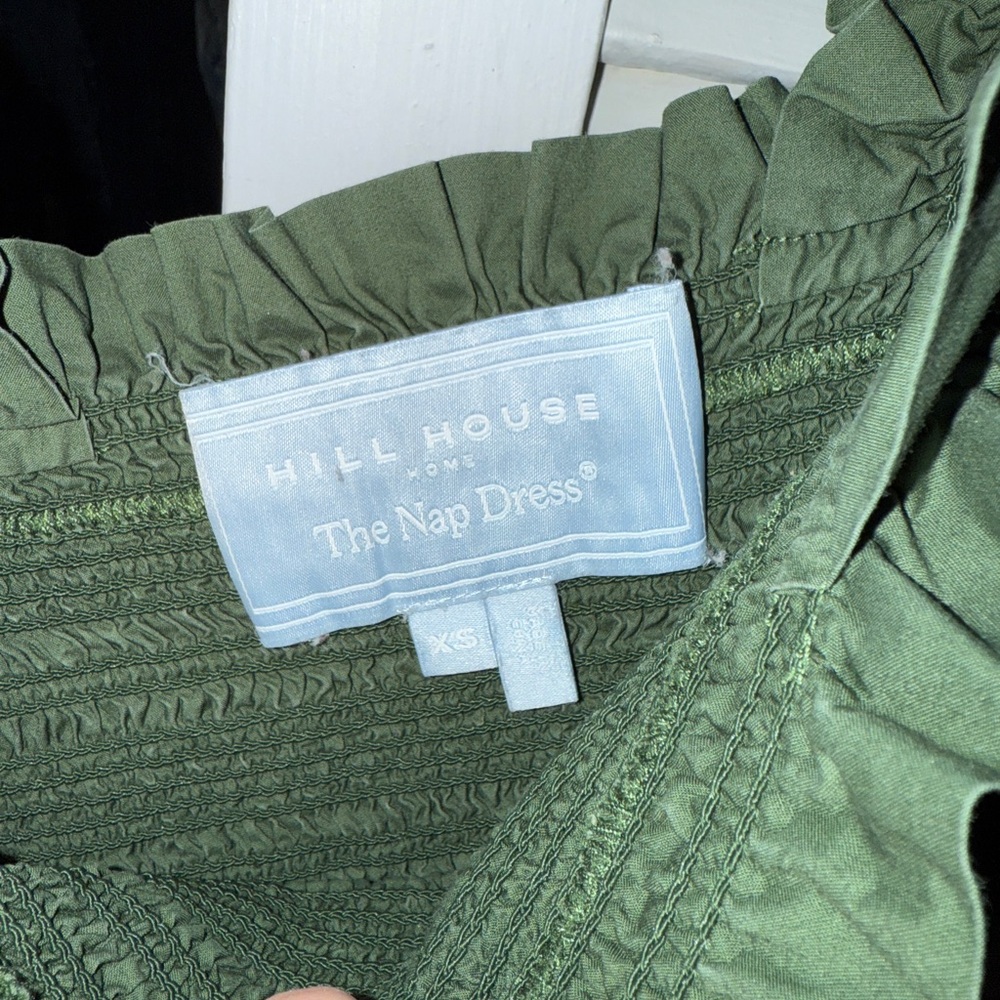 HILL HOUSE
HOME
The Nap Dress®
XS